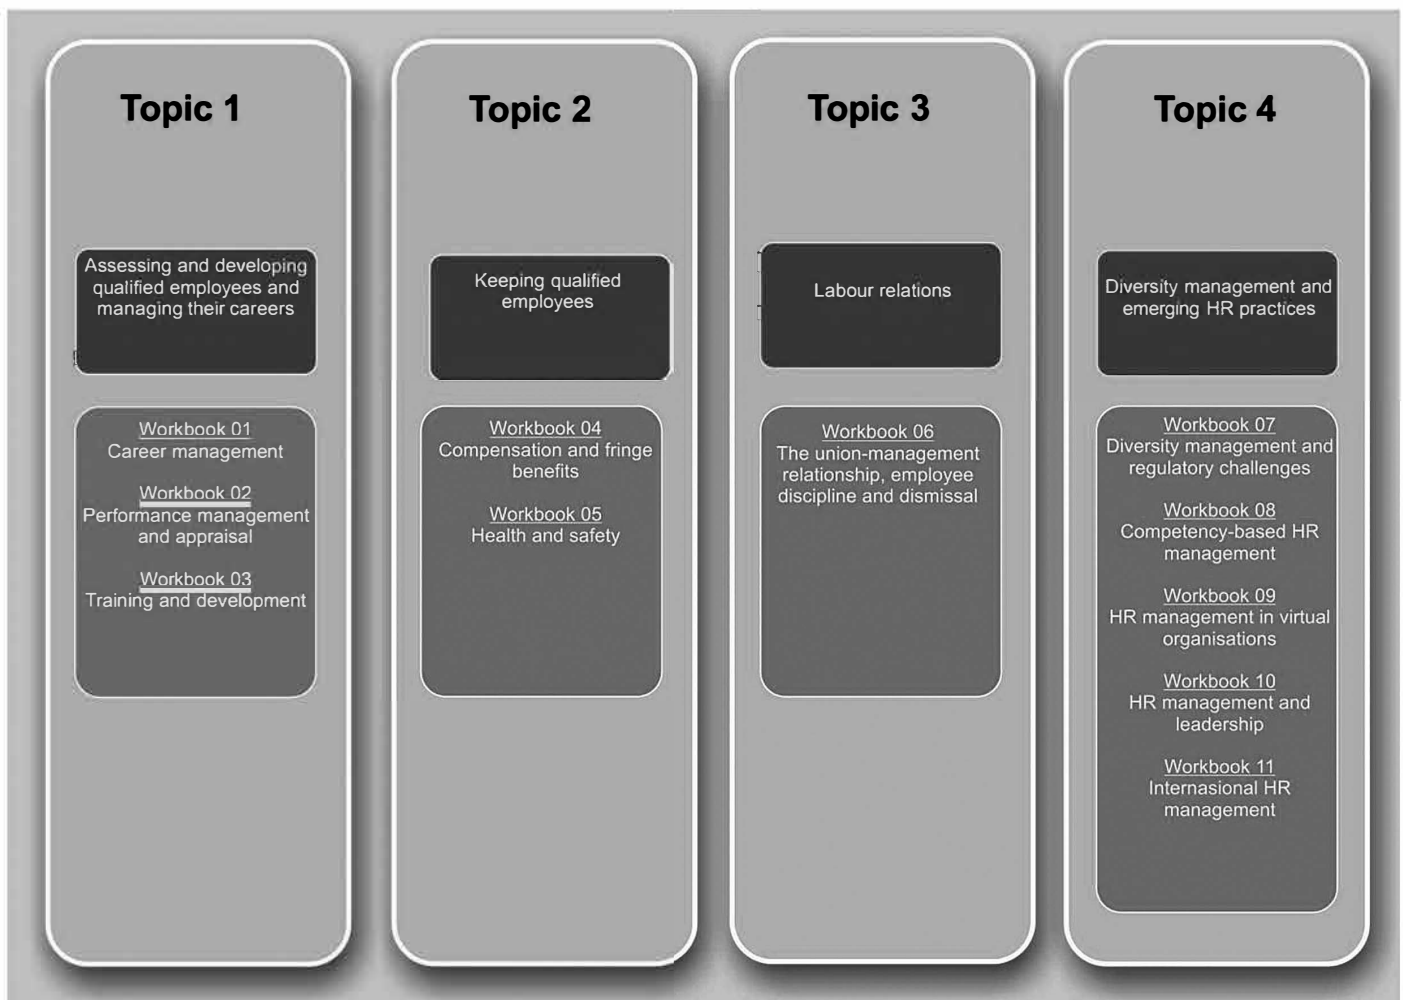 Topic 1
Assessing and developing
qualified employees and
managing their careers
Workbook 01
Career management
Workbook 02
Performance management
and appraisal
Workbook 03
Training and development
Topic 2
Keeping qualified
employees
Workbook 04
Compensation and fringe
benefits
Workbook 05
Health and safety
Topic 3
Labour relations
Workbook 06
The union-management
relationship, employee
discipline and dismissal
Topic 4
Diversity management and
emerging HR practices
Workbook 07
Diversity management and
regulatory challenges
Workbook 08
Competency-based HR
management
Workbook 09
HR management in virtual
organisations
Workbook 10
HR management and
leadership
Workbook 11
Internasional HR
management